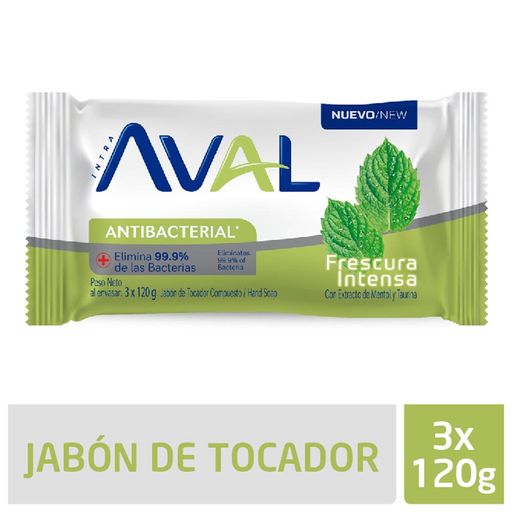 NUEVO/NEW
INTRA
AVAL
ANTIBACTERIAL*
Elimina 99.9%
de las Bacterias
Eliminates
99.9% of
Bacteria
Frescura
Intensa
Peso Neto
al envasar: 3 x 120 g Jabón de Tocador Compuesto / Hand Soap
Con Extracto de Mentol y Taurina
JABÓN DE TOCADOR
3x
120g